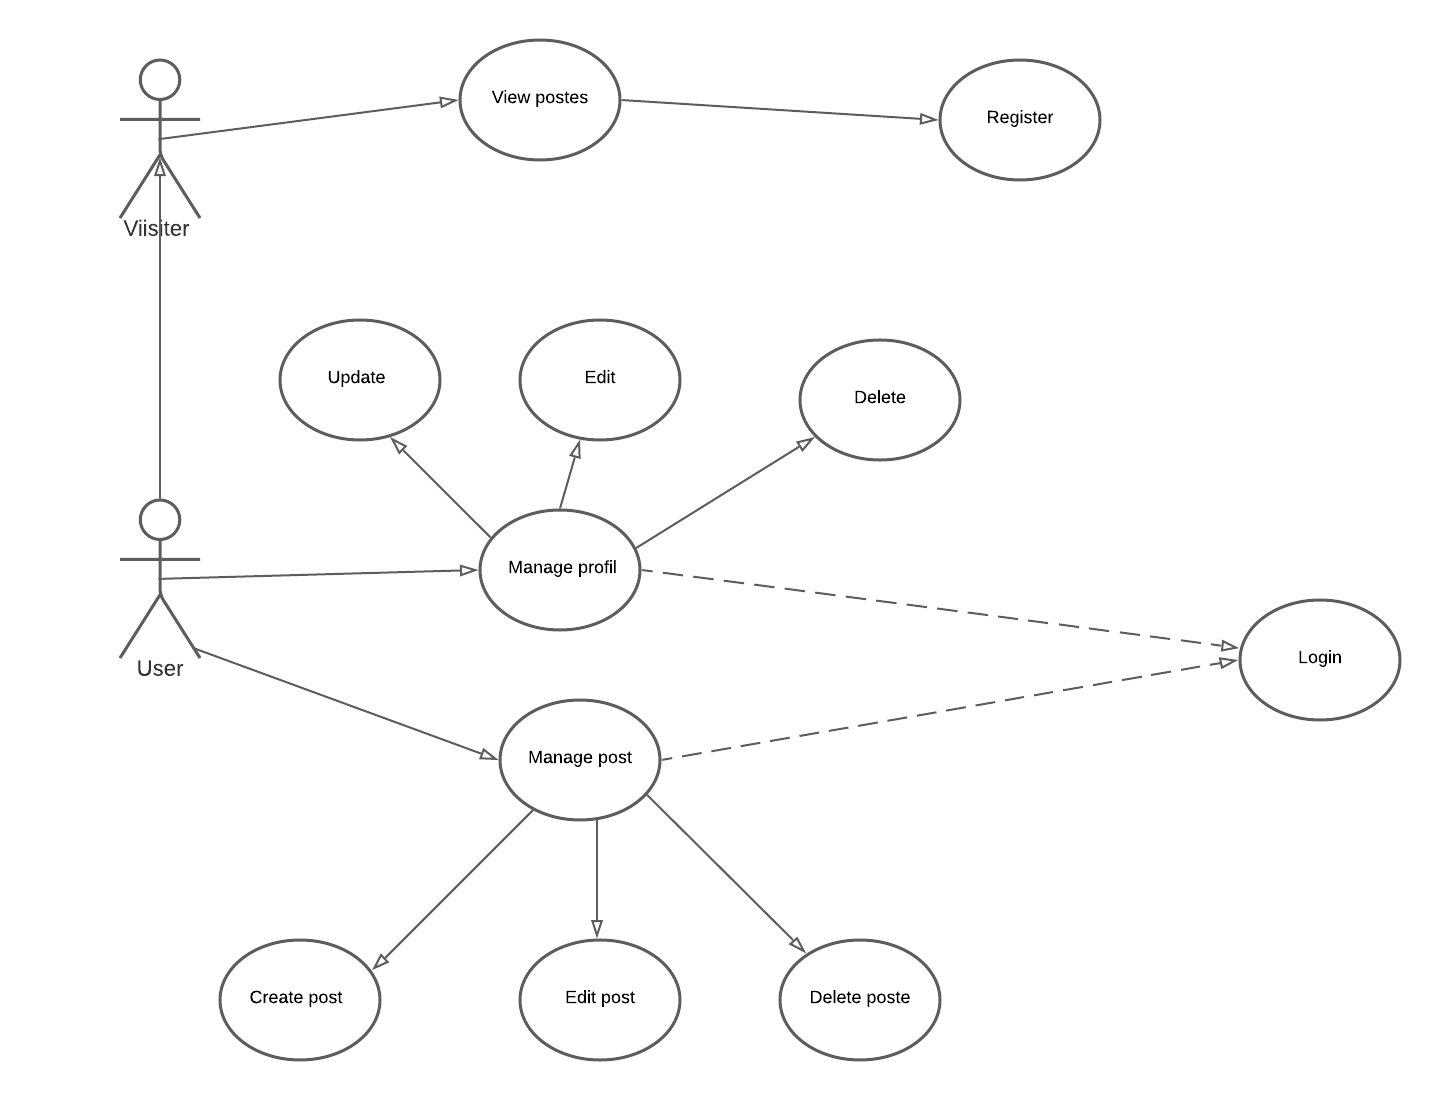 View postes
Register
Viisiter
Update
Edit
Delete
Manage profil
User
Login
Manage post
Create post
Edit post
Delete poste